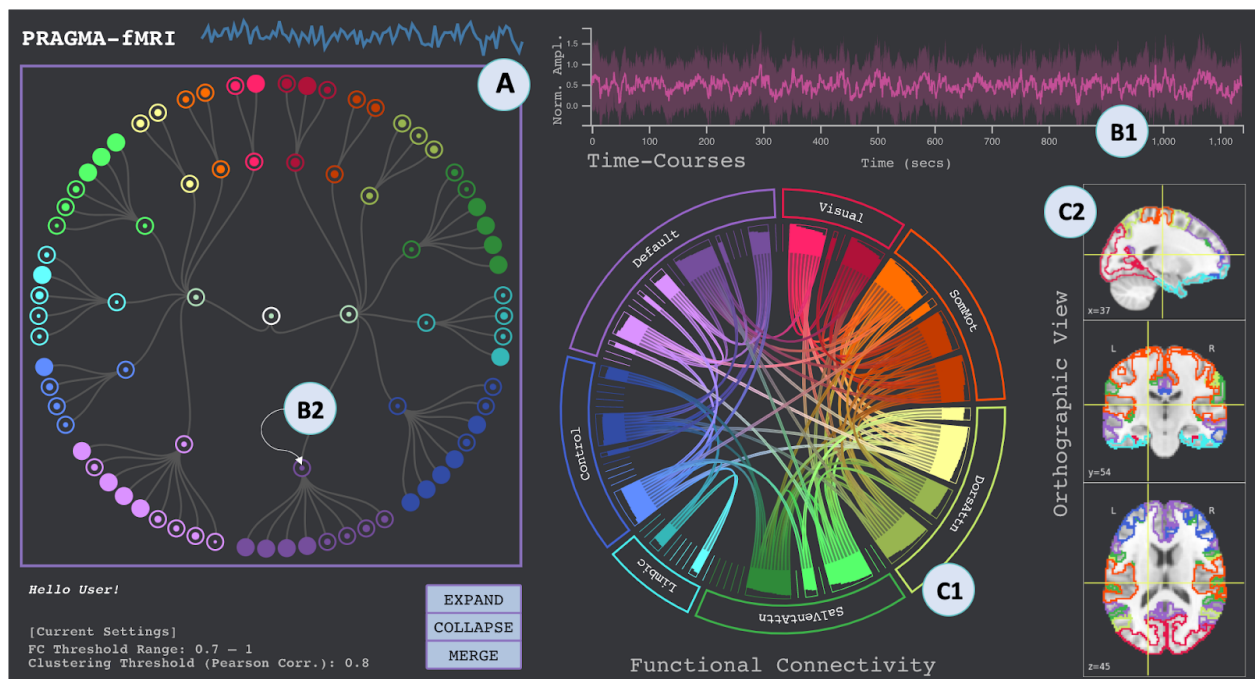 PRAGMA-fMRI
A
Norm. Ampl.
1.5
1.0
0.5
0.0
0
100
200
300
400
500
600
700
800
1,000
1,100
B1
Time-Courses
Time (secs)
B2
Visual
SomMot
DorsAttn
SalVentAttn
Limbic
Control
Default
C1
Functional Connectivity
C2
Orthographic View
x=37
L
R
y=54
L
R
z=45
Hello User!
[Current Settings]
FC Threshold Range: 0.7 – 1
Clustering Threshold (Pearson Corr.): 0.8
EXPAND
COLLAPSE
MERGE